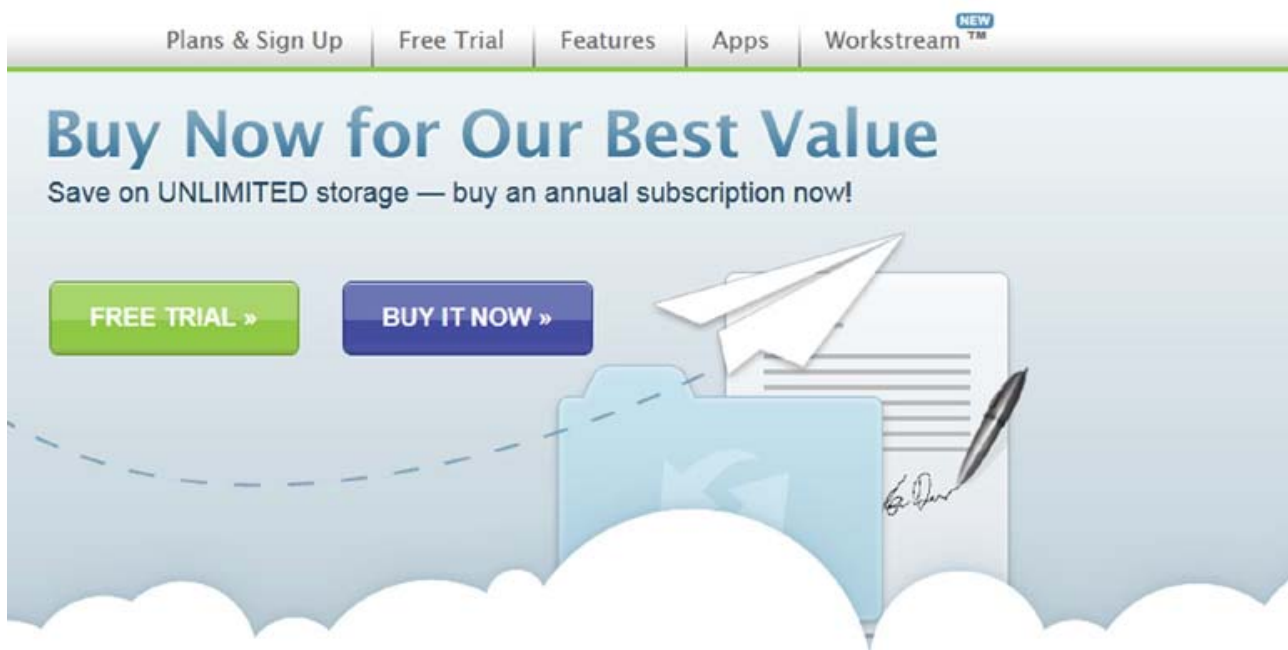 Plans & Sign Up Free Trial Features Apps Workstream™ NEW
Buy Now for Our Best Value
Save on UNLIMITED storage — buy an annual subscription now!
FREE TRIAL » BUY IT NOW »